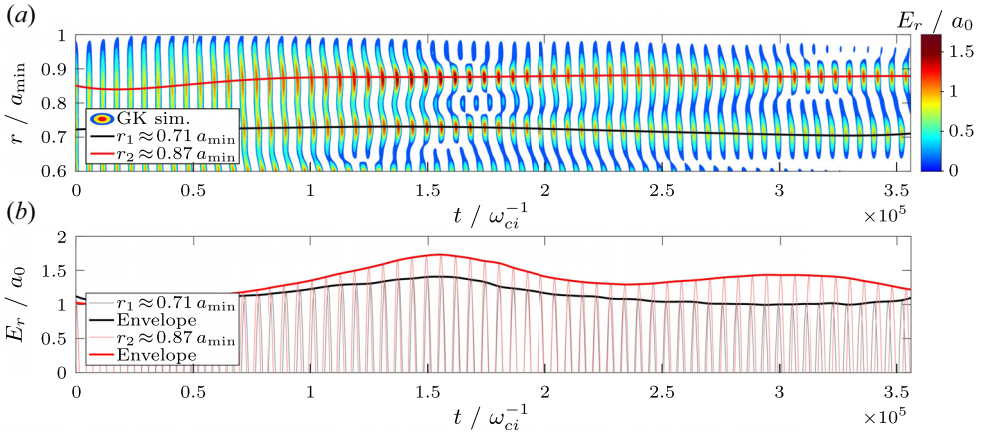 (a)
E_r / a_0
1
0.9
0.8
0.7
0.6
r / a_min
GK sim.
r_1 ≈ 0.71 a_min
r_2 ≈ 0.87 a_min
1.5
1
0.5
0
0 0.5 1 1.5 2 2.5 3 3.5
t / ω_ci^−1
×10^5
(b)
2
1.5
1
0.5
0
E_r / a_0
r_1 ≈ 0.71 a_min
Envelope
r_2 ≈ 0.87 a_min
Envelope
0 0.5 1 1.5 2 2.5 3 3.5
t / ω_ci^−1
×10^5